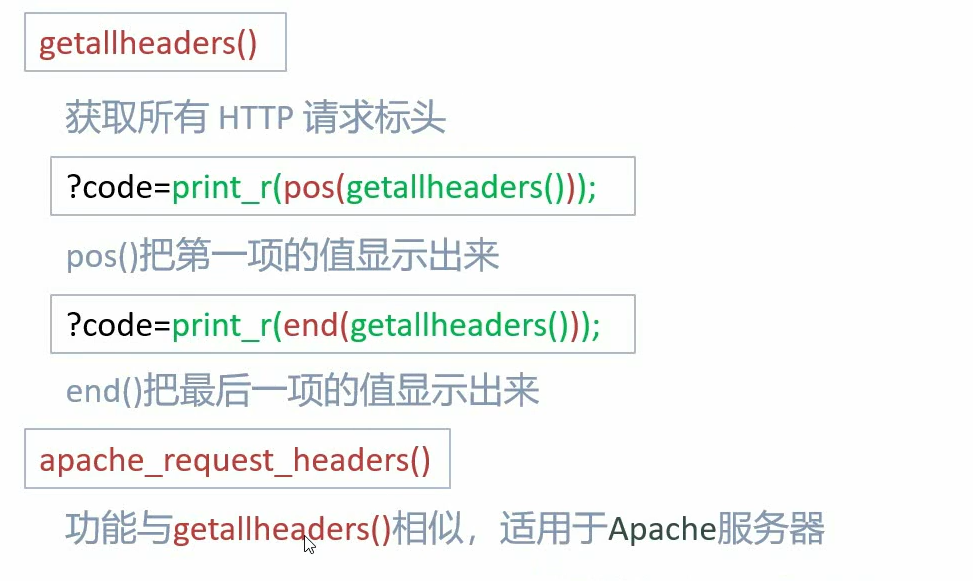 getallheaders()
获取所有 HTTP 请求标头
?code=print_r(pos(getallheaders()));
pos()把第一项的值显示出来
?code=print_r(end(getallheaders()));
end()把最后一项的值显示出来
apache_request_headers()
功能与getallheaders()相似，适用于Apache服务器